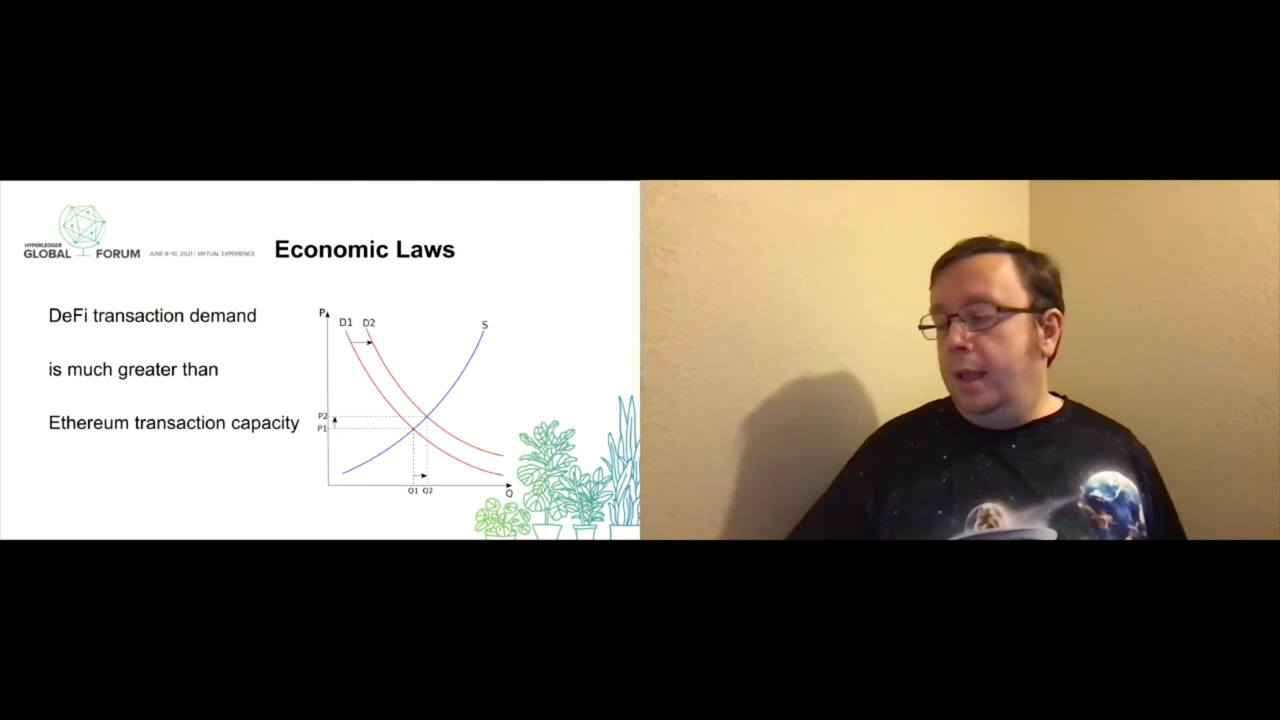 HYPERLEDGER
GLOBAL FORUM JUNE 8-10, 2021 | VIRTUAL EXPERIENCE
Economic Laws
DeFi transaction demand
is much greater than
Ethereum transaction capacity
P
D1 D2 S
P2
P1
Q1 Q2 Q